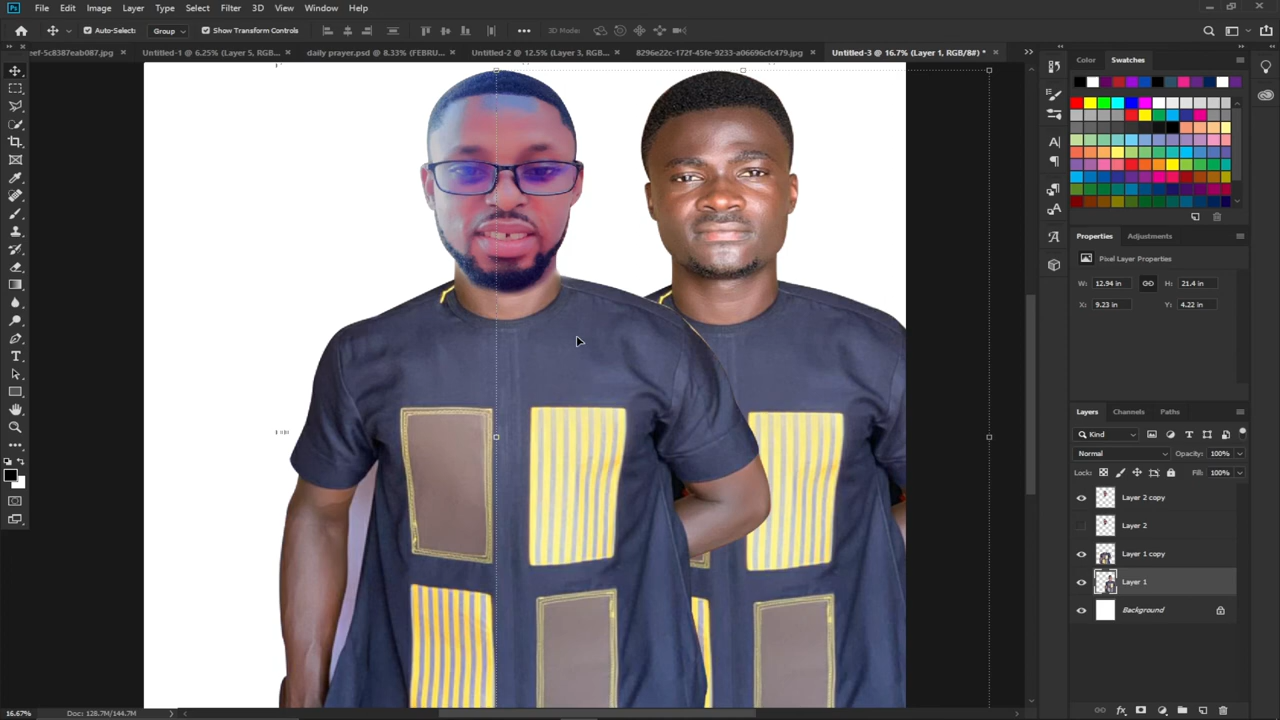 Ps File Edit Image Layer Type Select Filter 3D View Window Help
Auto-Select: Group Show Transform Controls 3D Mode:
eef-5c8387eab087.jpg × Untitled-1 @ 6.25% (Layer 5, RGB... × daily prayer.psd @ 8.33% (FEBRU... × Untitled-2 @ 12.5% (Layer 3, RGB... × 8296e22c-172f-45fe-9233-a06696cfc479.jpg × Untitled-3 @ 16.7% (Layer 1, RGB/8#) * ×
Color Swatches
Properties Adjustments
Pixel Layer Properties
W: 12.94 in H: 21.4 in
X: 9.23 in Y: 4.22 in
Layers Channels Paths
Kind
Normal Opacity: 100%
Lock: Fill: 100%
Layer 2 copy
Layer 2
Layer 1 copy
Layer 1
Background
16.67% Doc: 128.7M/144.7M